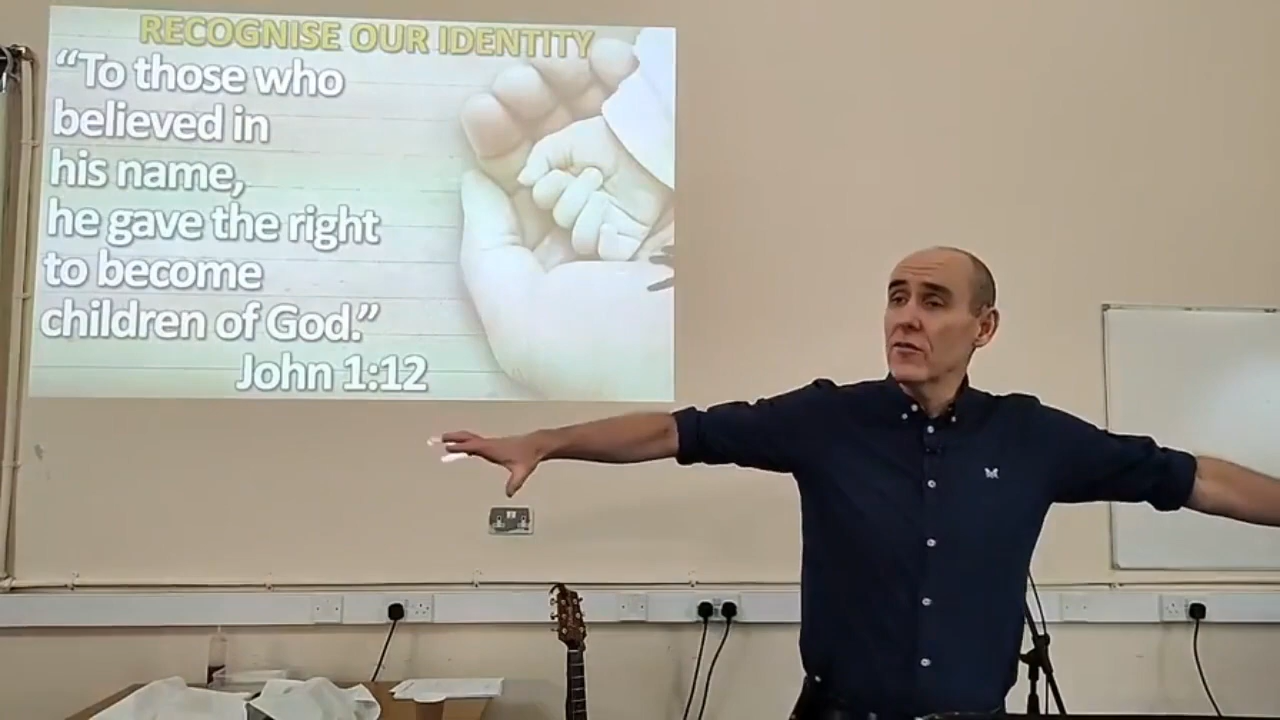 RECOGNISE OUR IDENTITY
“To those who
believed in
his name,
he gave the right
to become
children of God.”
John 1:12